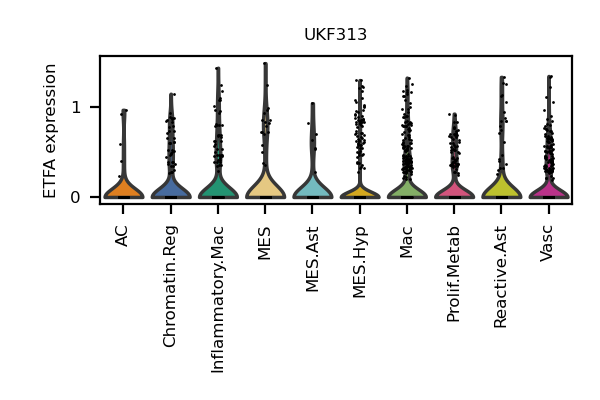 UKF313
ETFA expression
1
0
AC
Chromatin.Reg
Inflammatory.Mac
MES
MES.Ast
MES.Hyp
Mac
Prolif.Metab
Reactive.Ast
Vasc